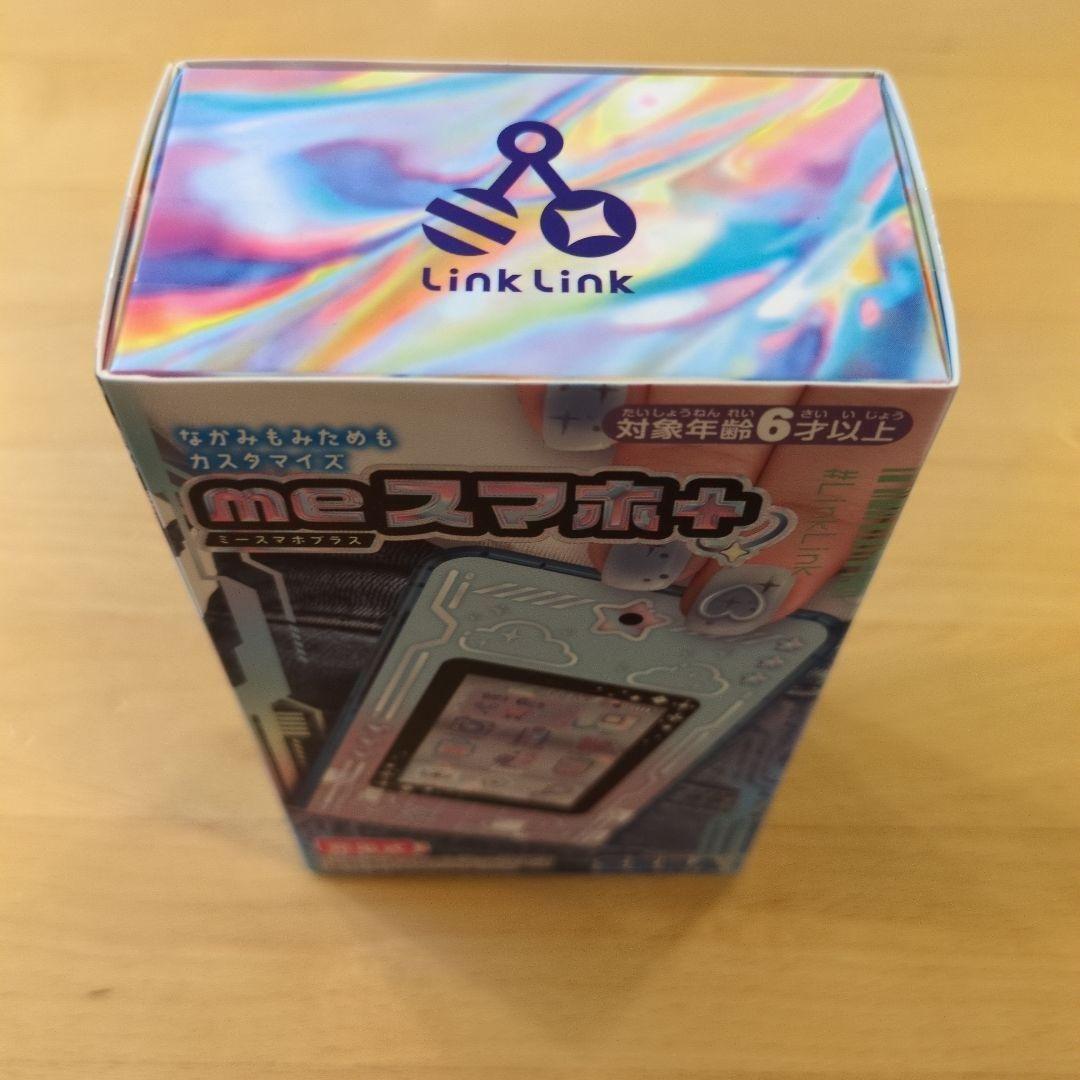 Link Link
なかみもみためも
カスタマイズ
たいしょうねんれい さいいじょう
対象年齢6才以上
meスマホ+
ミースマホプラス
#LinkLink